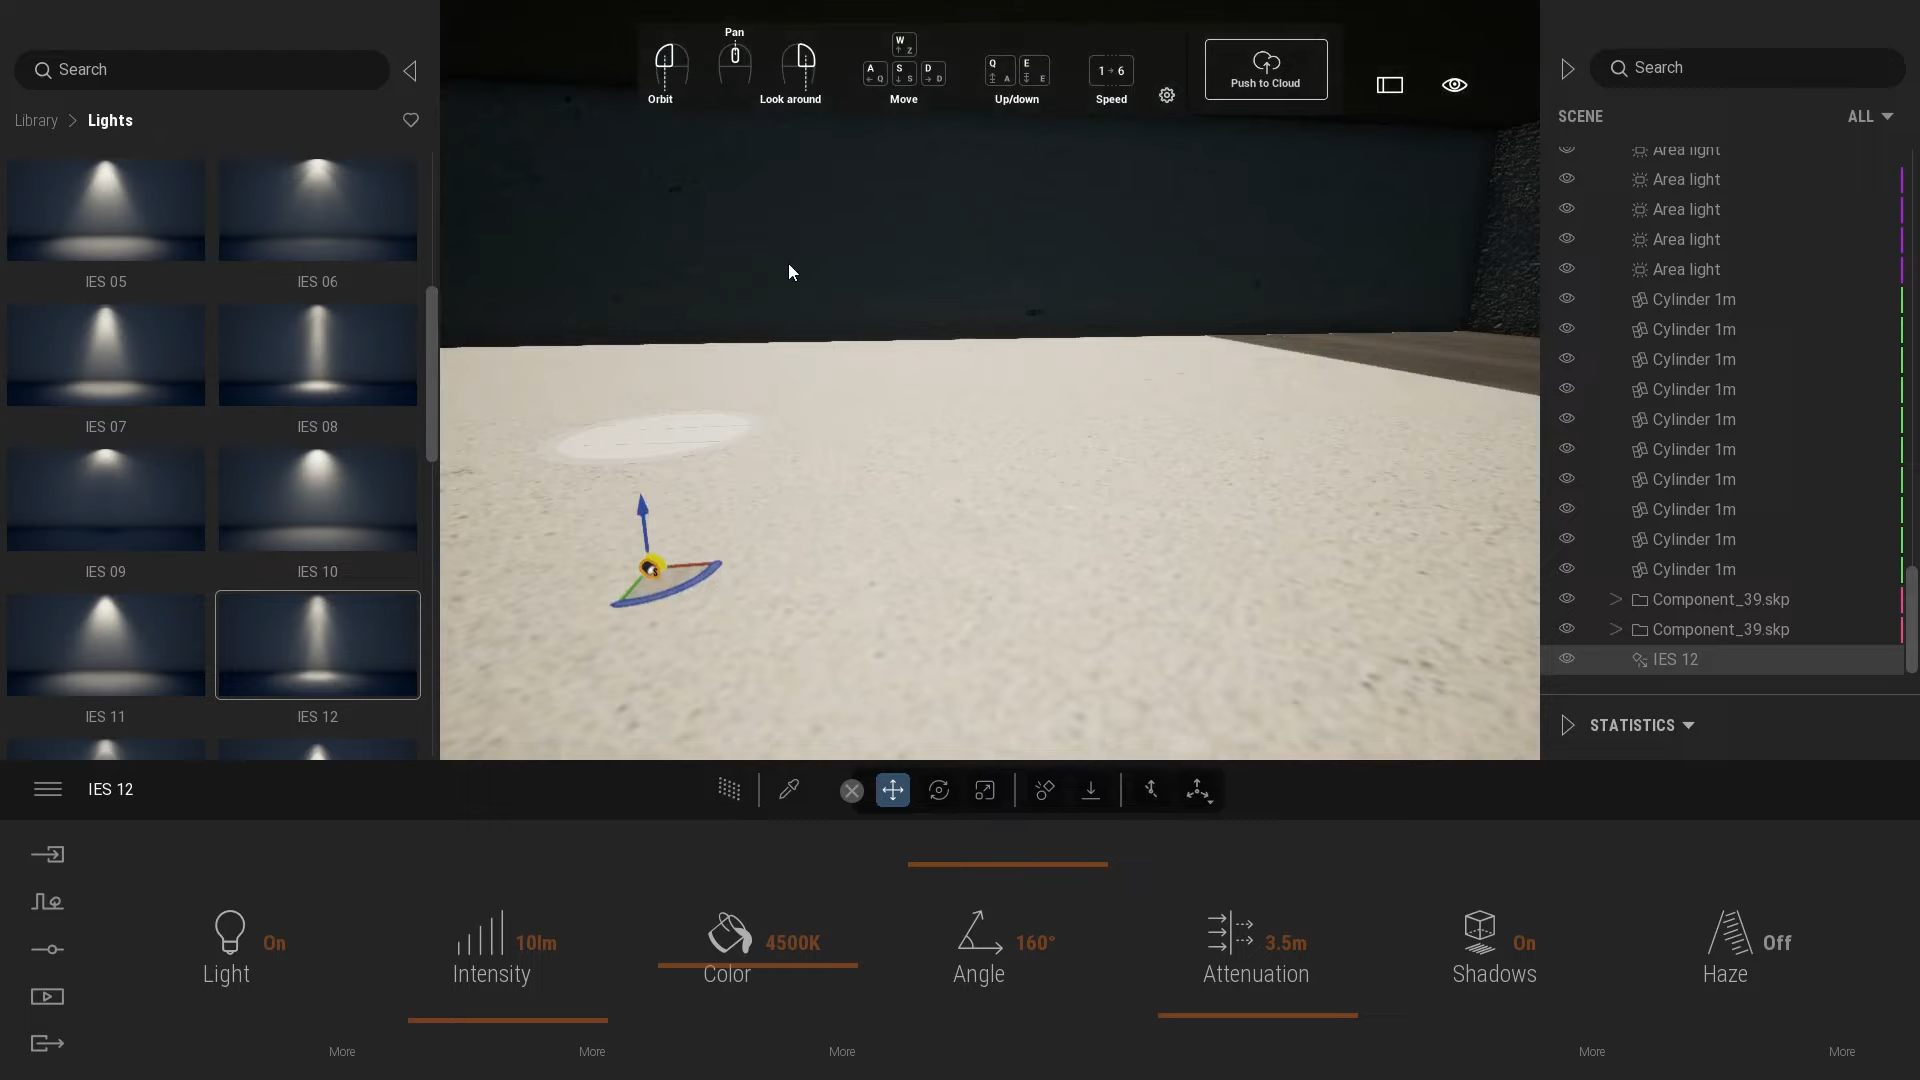 Search
Library > Lights
IES 05
IES 06
IES 07
IES 08
IES 09
IES 10
IES 11
IES 12
Pan
Orbit
Look around
W
Z
A
Q
S
S
D
D
Move
Q
A
E
E
Up/down
1 6
Speed
Push to Cloud
Search
SCENE
ALL
Area light
Area light
Area light
Area light
Area light
Cylinder 1m
Cylinder 1m
Cylinder 1m
Cylinder 1m
Cylinder 1m
Cylinder 1m
Cylinder 1m
Cylinder 1m
Cylinder 1m
Cylinder 1m
> Component_39.skp
> Component_39.skp
IES 12
STATISTICS
IES 12
On
Light
More
10lm
Intensity
More
4500K
Color
More
160°
Angle
3.5m
Attenuation
On
Shadows
More
Off
Haze
More